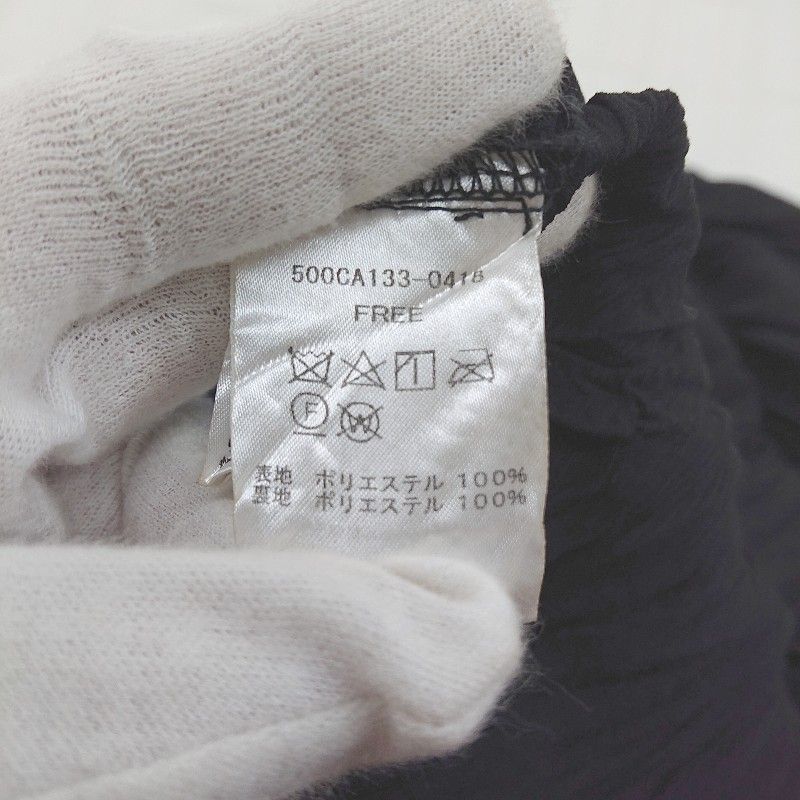 500CA133-0418
FREE
F
W
表地 ポリエステル 100%
裏地 ポリエステル 100%